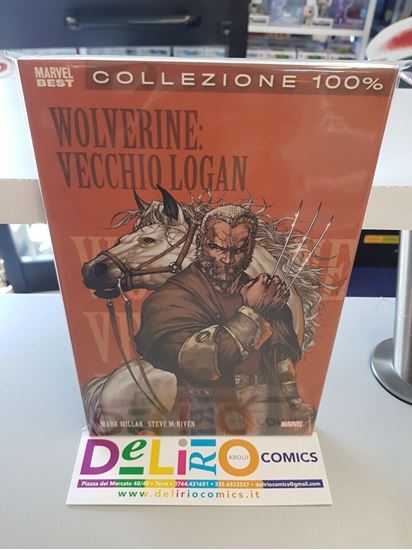 MARVEL
BEST
COLLEZIONE 100%
WOLVERINE:
VECCHIO LOGAN
MARK MILLAR STEVE McNIVEN
MARVEL
DeLiRiO ABOUT COMICS
Piazza del Mercato 48/49 • Terni • 0744.431651 • 335.6533527 • deliriocomics@gmail.com
www.deliriocomics.it